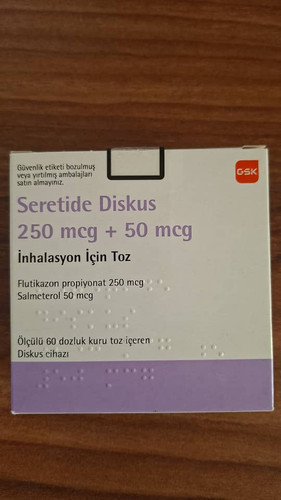 Güvenlik etiketi bozulmuş
veya yırtılmış ambalajları
satın almayınız.
GSK
Seretide Diskus
250 mcg + 50 mcg
İnhalasyon İçin Toz
Flutikazon propiyonat 250 mcg
Salmeterol 50 mcg
Ölçülü 60 dozluk kuru toz içeren
Diskus cihazı